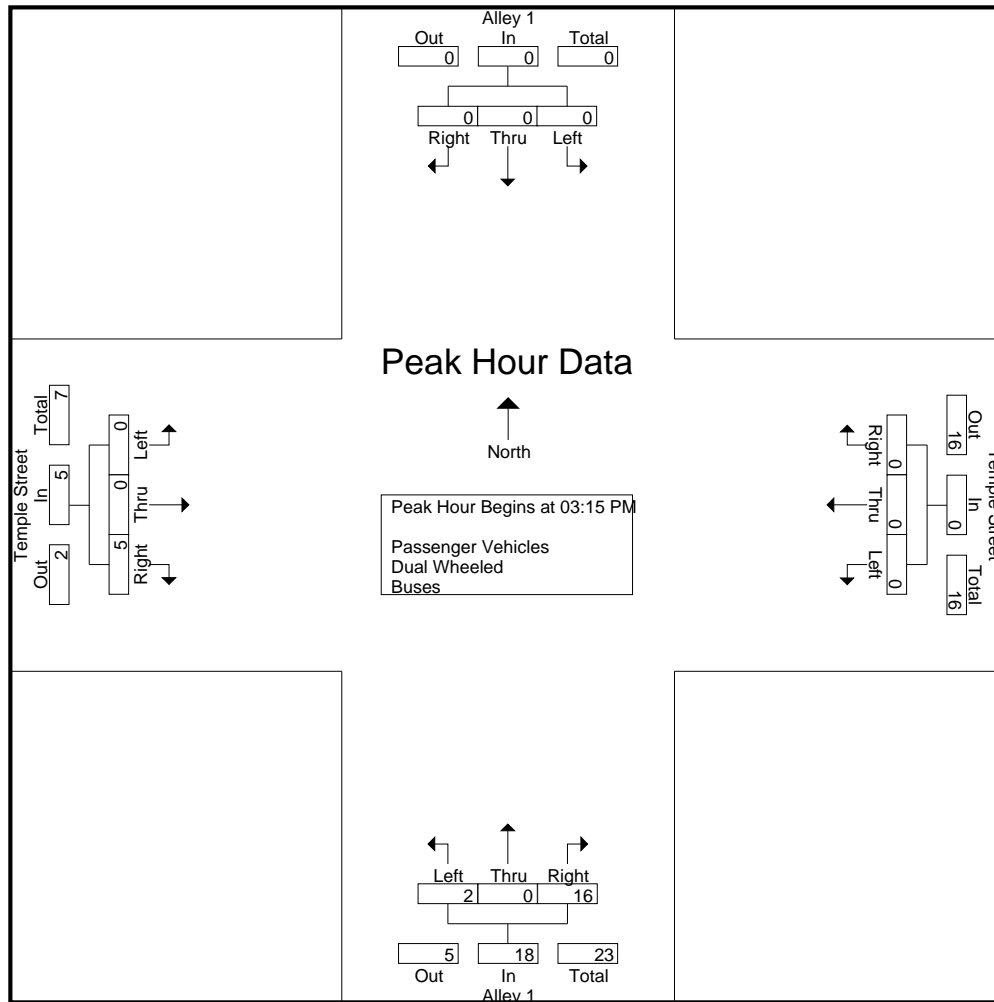 Alley 1
Out In Total
0 0 0
0 0 0
Right Thru Left
Peak Hour Data
North
Peak Hour Begins at 03:15 PM
Passenger Vehicles
Dual Wheeled
Buses
Temple Street
Total In Out
7 5 2
0 0 5
Left Thru Right
Temple Street
Out In Total
16 0 16
0 0 0
Right Thru Left
Left Thru Right
2 0 16
5 18 23
Out In Total
Alley 1